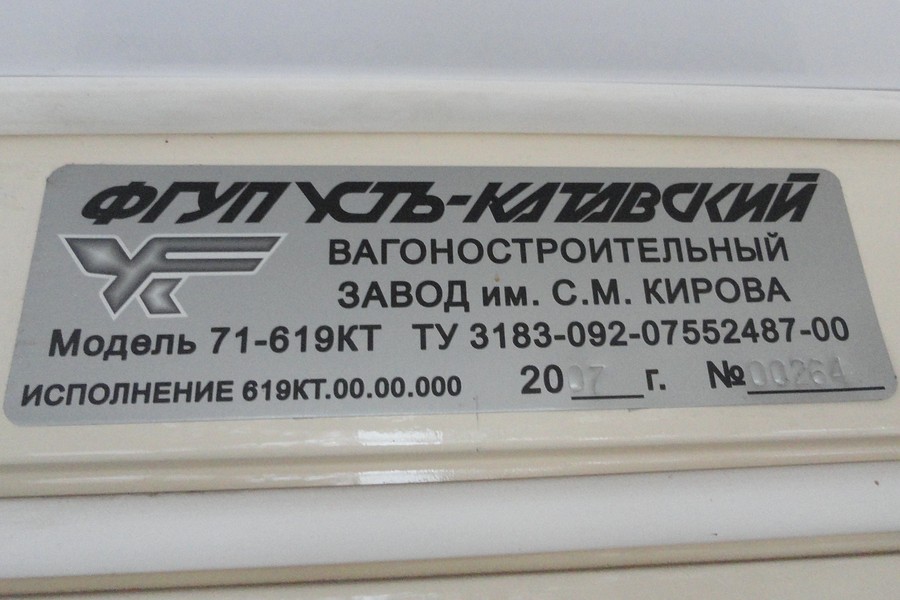 ФГУП УСТЬ-КАТАВСКИЙ
ВАГОНОСТРОИТЕЛЬНЫЙ
ЗАВОД им. С.М. КИРОВА
Модель 71-619КТ ТУ 3183-092-07552487-00
ИСПОЛНЕНИЕ 619КТ.00.00.000 2007 г. №00264